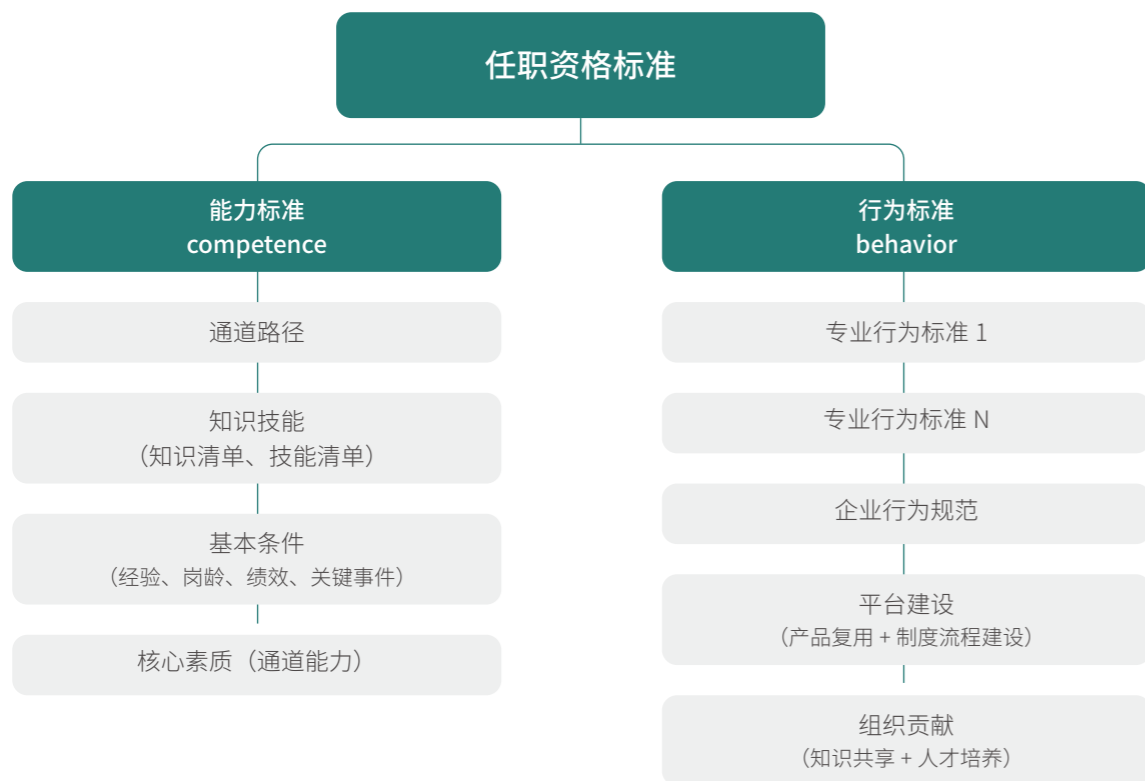 任职资格标准
能力标准
competence
通道路径
知识技能
（知识清单、技能清单）
基本条件
（经验、岗龄、绩效、关键事件）
核心素质（通道能力）
行为标准
behavior
专业行为标准 1
专业行为标准 N
企业行为规范
平台建设
（产品复用 + 制度流程建设）
组织贡献
（知识共享 + 人才培养）